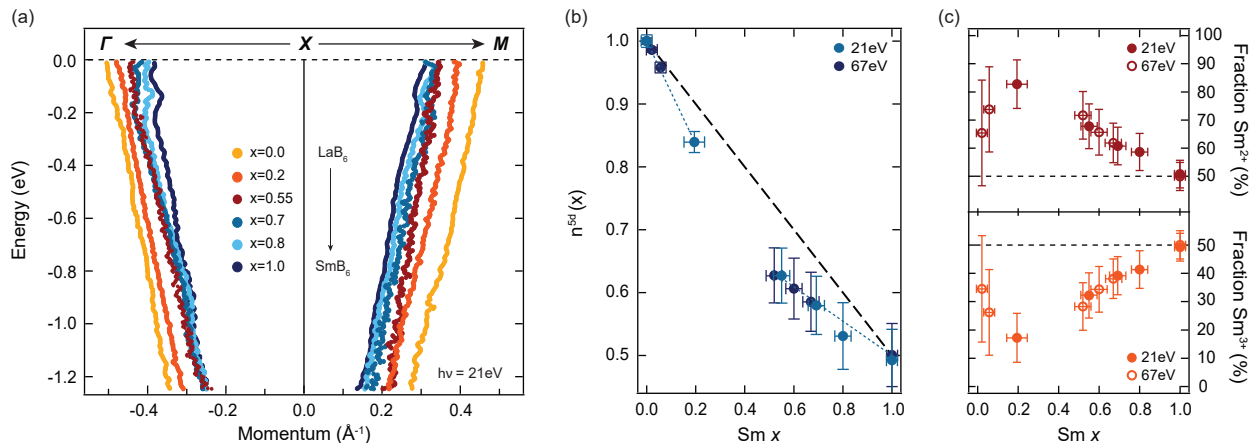 (a)
Γ
X
M
Energy (eV)
0.0
-0.2
-0.4
-0.6
-0.8
-1.0
-1.2
x=0.0
x=0.2
x=0.55
x=0.7
x=0.8
x=1.0
LaB6
SmB6
hν = 21eV
-0.4
-0.2
0.0
0.2
0.4
Momentum (Å-1)
(b)
n5d (x)
1.0
0.9
0.8
0.7
0.6
0.5
21eV
67eV
0.0
0.2
0.4
0.6
0.8
1.0
Sm x
(c)
21eV
67eV
100
90
80
70
60
50
Fraction Sm2+ (%)
21eV
67eV
50
40
30
20
10
0
Fraction Sm3+ (%)
0.0
0.2
0.4
0.6
0.8
1.0
Sm x